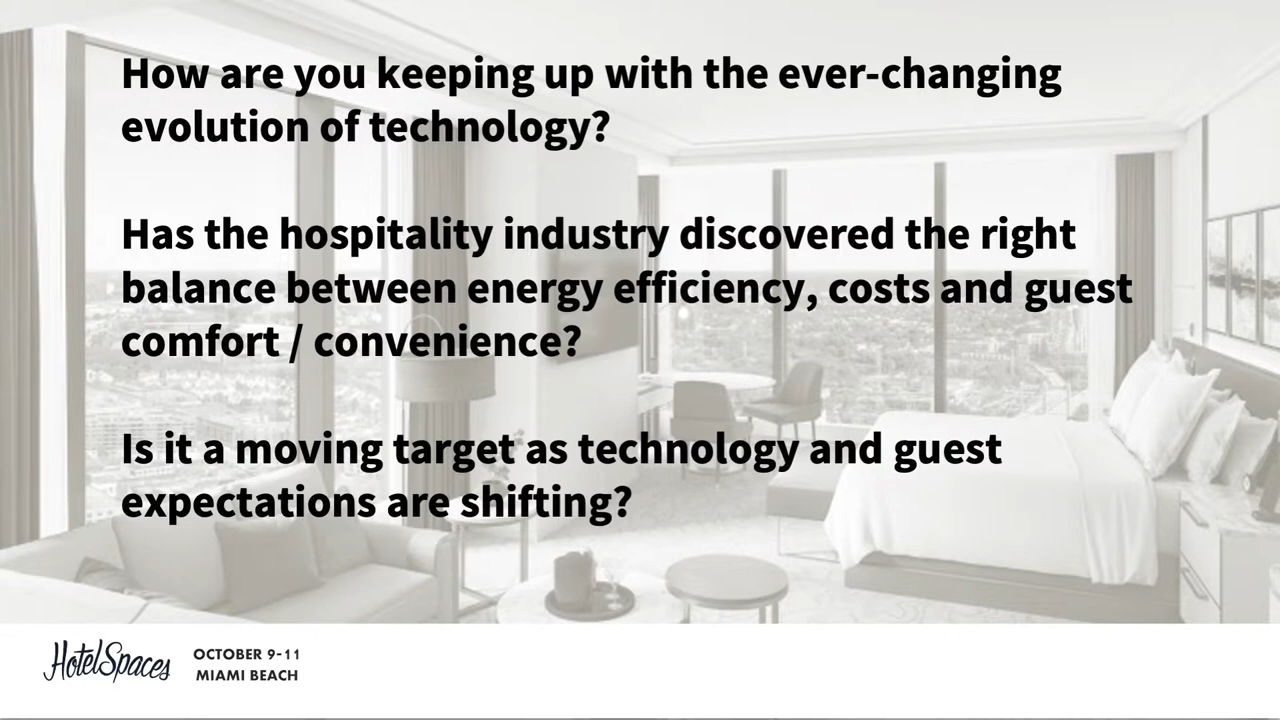 How are you keeping up with the ever-changing
evolution of technology?
Has the hospitality industry discovered the right
balance between energy efficiency, costs and guest
comfort / convenience?
Is it a moving target as technology and guest
expectations are shifting?
HotelSpaces
OCTOBER 9-11
MIAMI BEACH